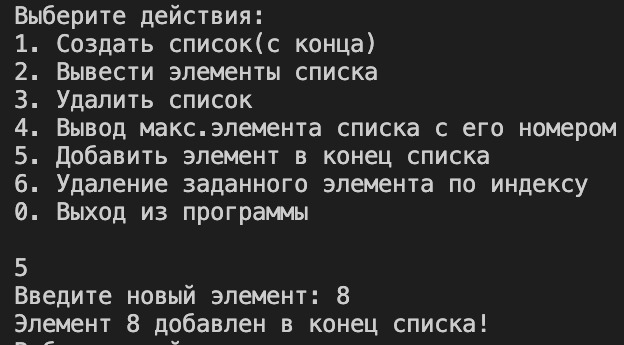 Выберите действия:
1. Создать список(с конца)
2. Вывести элементы списка
3. Удалить список
4. Вывод макс.элемента списка с его номером
5. Добавить элемент в конец списка
6. Удаление заданного элемента по индексу
0. Выход из программы
5
Введите новый элемент: 8
Элемент 8 добавлен в конец списка!